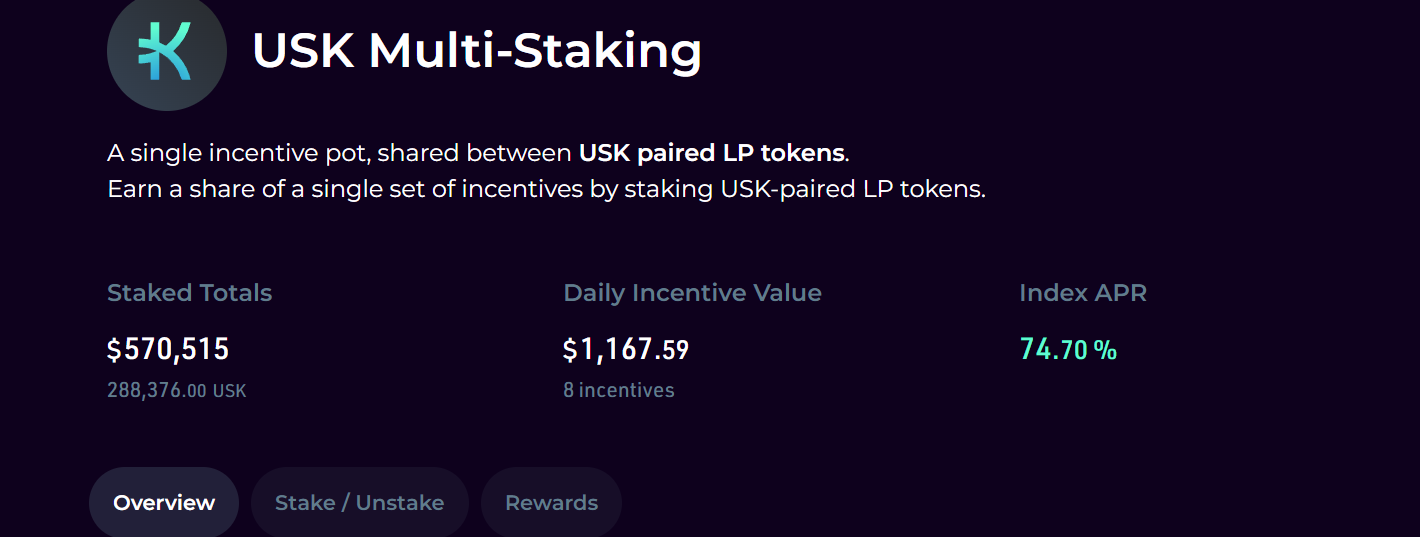 USK Multi-Staking
A single incentive pot, shared between USK paired LP tokens.
Earn a share of a single set of incentives by staking USK-paired LP tokens.
Staked Totals Daily Incentive Value Index APR
$570,515 $1,167.59 74.70 %
288,376.00 USK 8 incentives
Overview Stake / Unstake Rewards